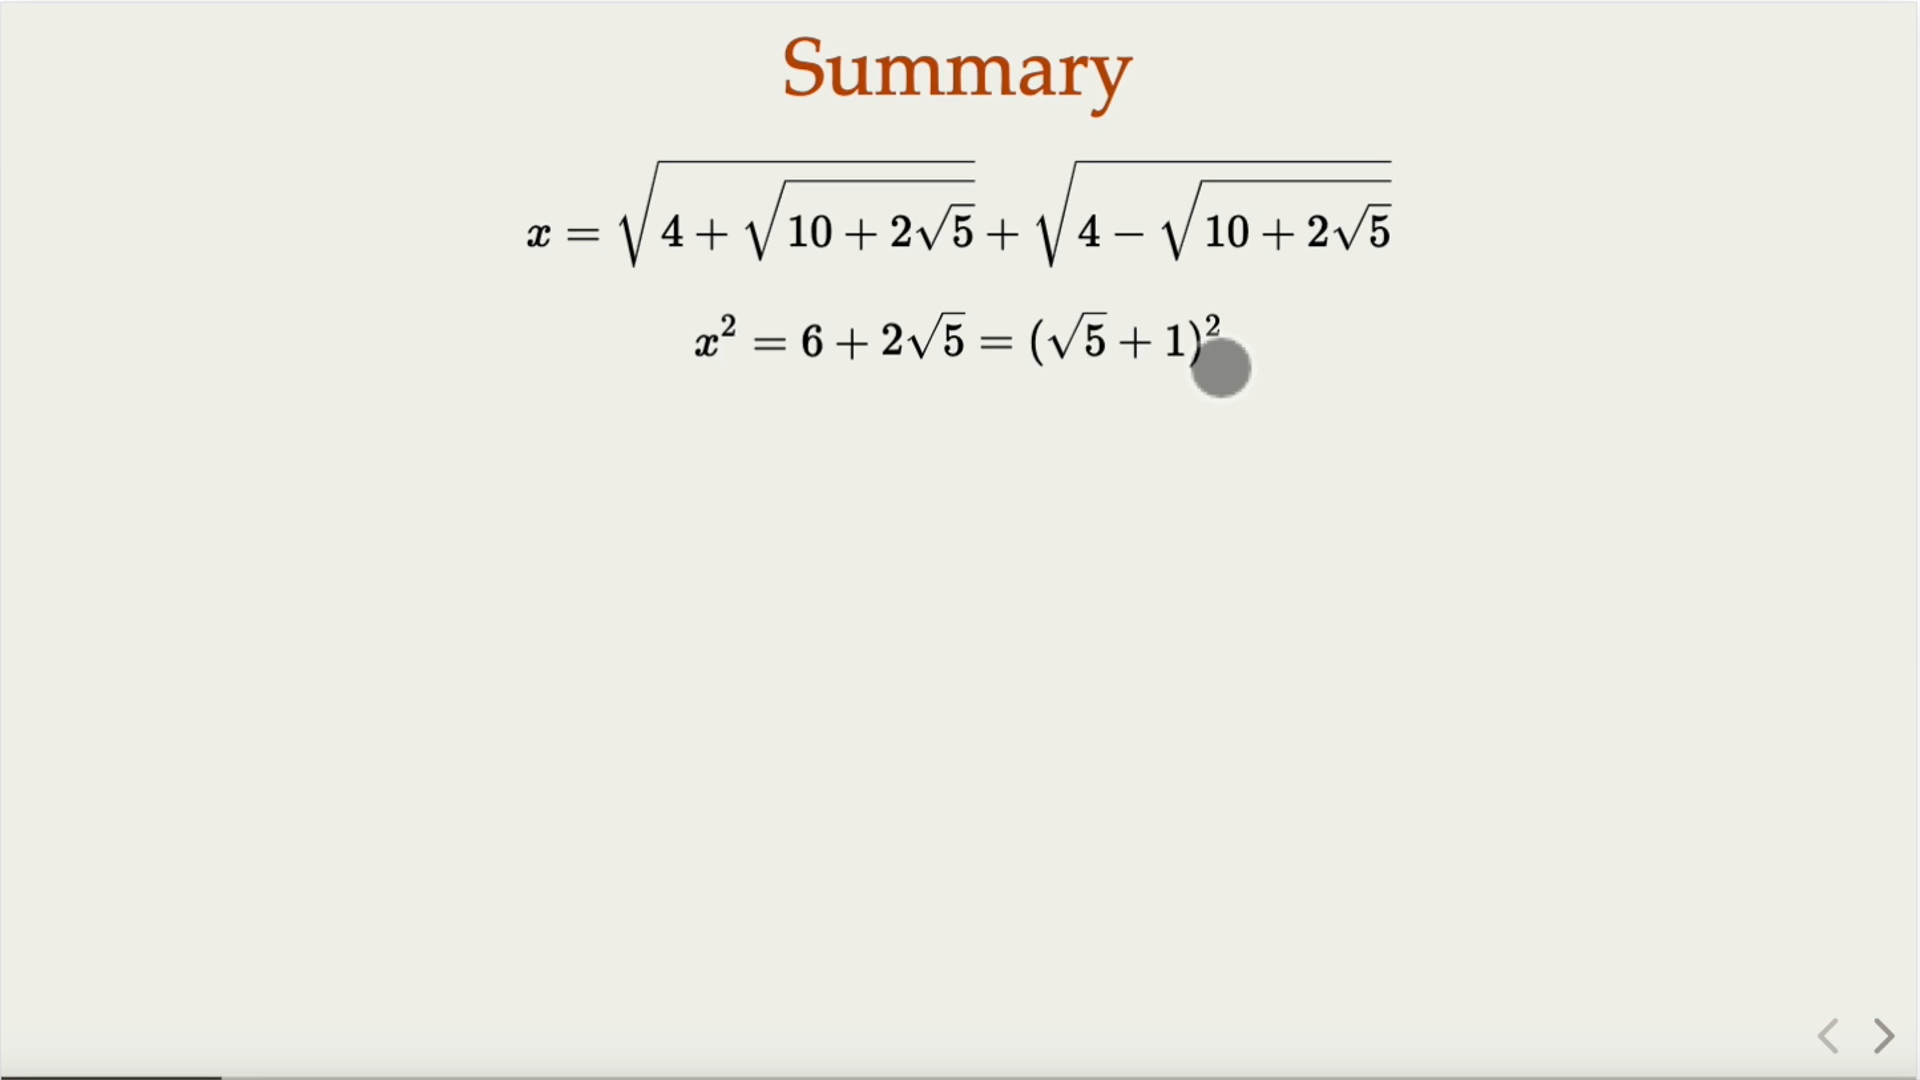 Summary
x = √(4 + √(10 + 2√5)) + √(4 − √(10 + 2√5))
x² = 6 + 2√5 = (√5 + 1)²